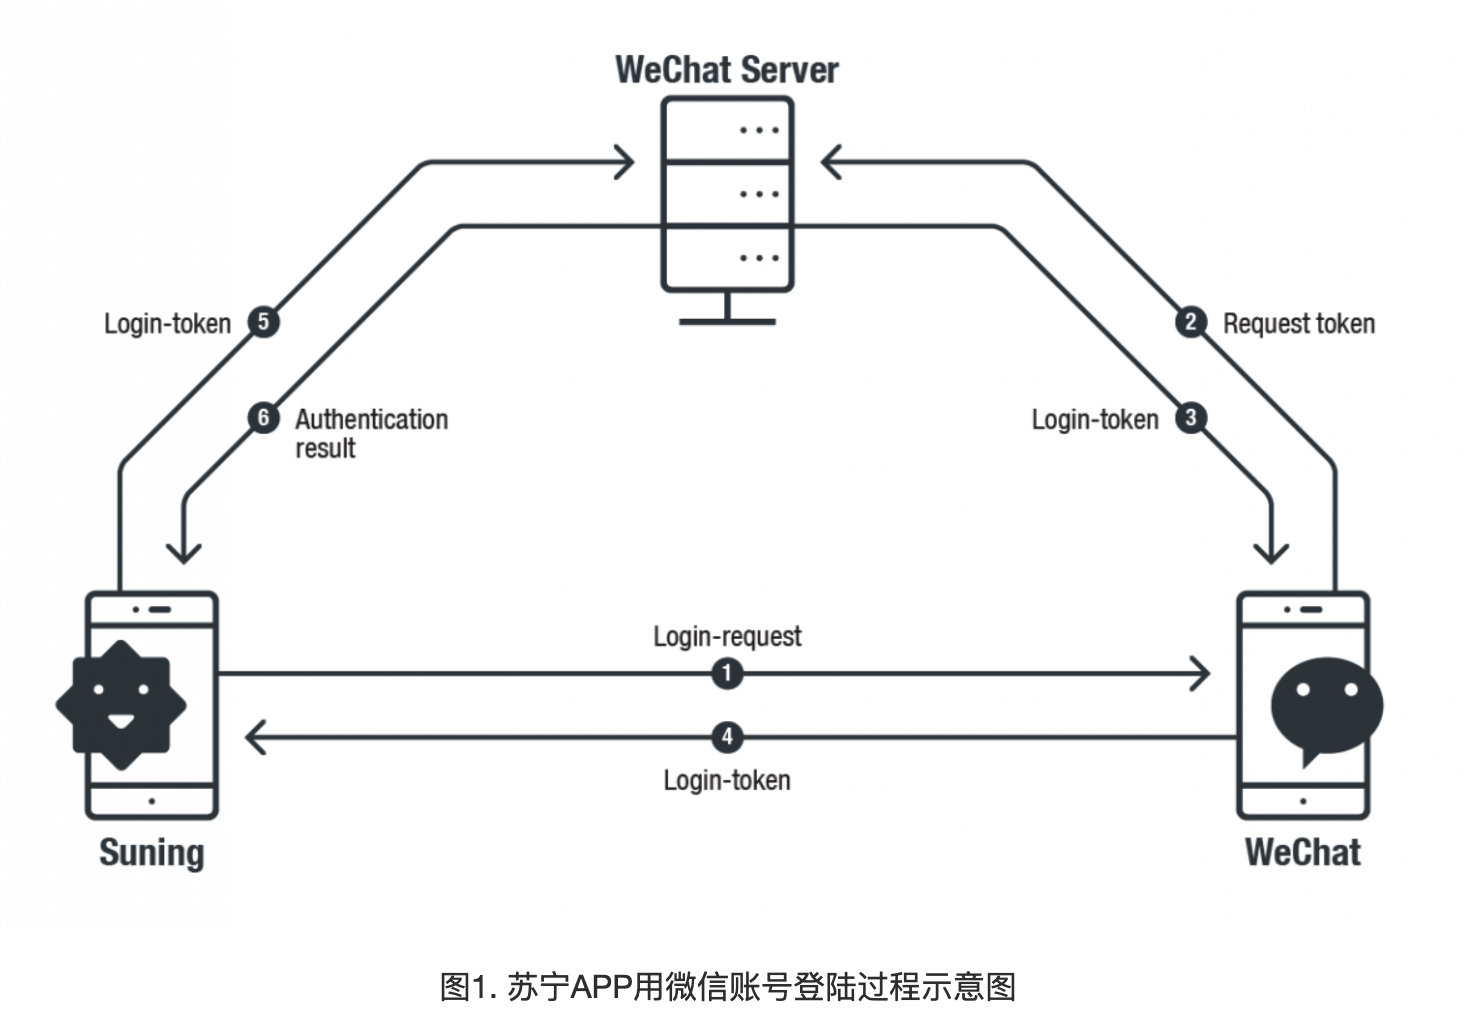 WeChat Server
Login-token
5
2
Request token
6
Authentication
result
Login-token
3
Login-request
1
4
Login-token
Suning
WeChat
图1. 苏宁APP用微信账号登陆过程示意图